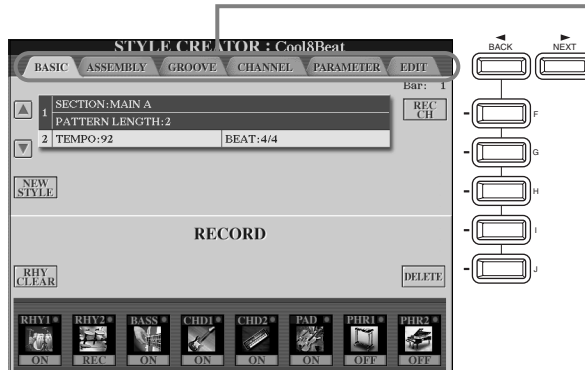 STYLE CREATOR : Cool8Beat
BASIC ASSEMBLY GROOVE CHANNEL PARAMETER EDIT
Bar: 1
1 SECTION:MAIN A
PATTERN LENGTH:2
2 TEMPO:92 BEAT:4/4
REC CH
NEW STYLE
RECORD
RHY CLEAR
DELETE
RHY1 RHY2 BASS CHD1 CHD2 PAD PHR1 PHR2
ON REC ON ON ON ON OFF OFF
BACK NEXT
F
G
H
I
J